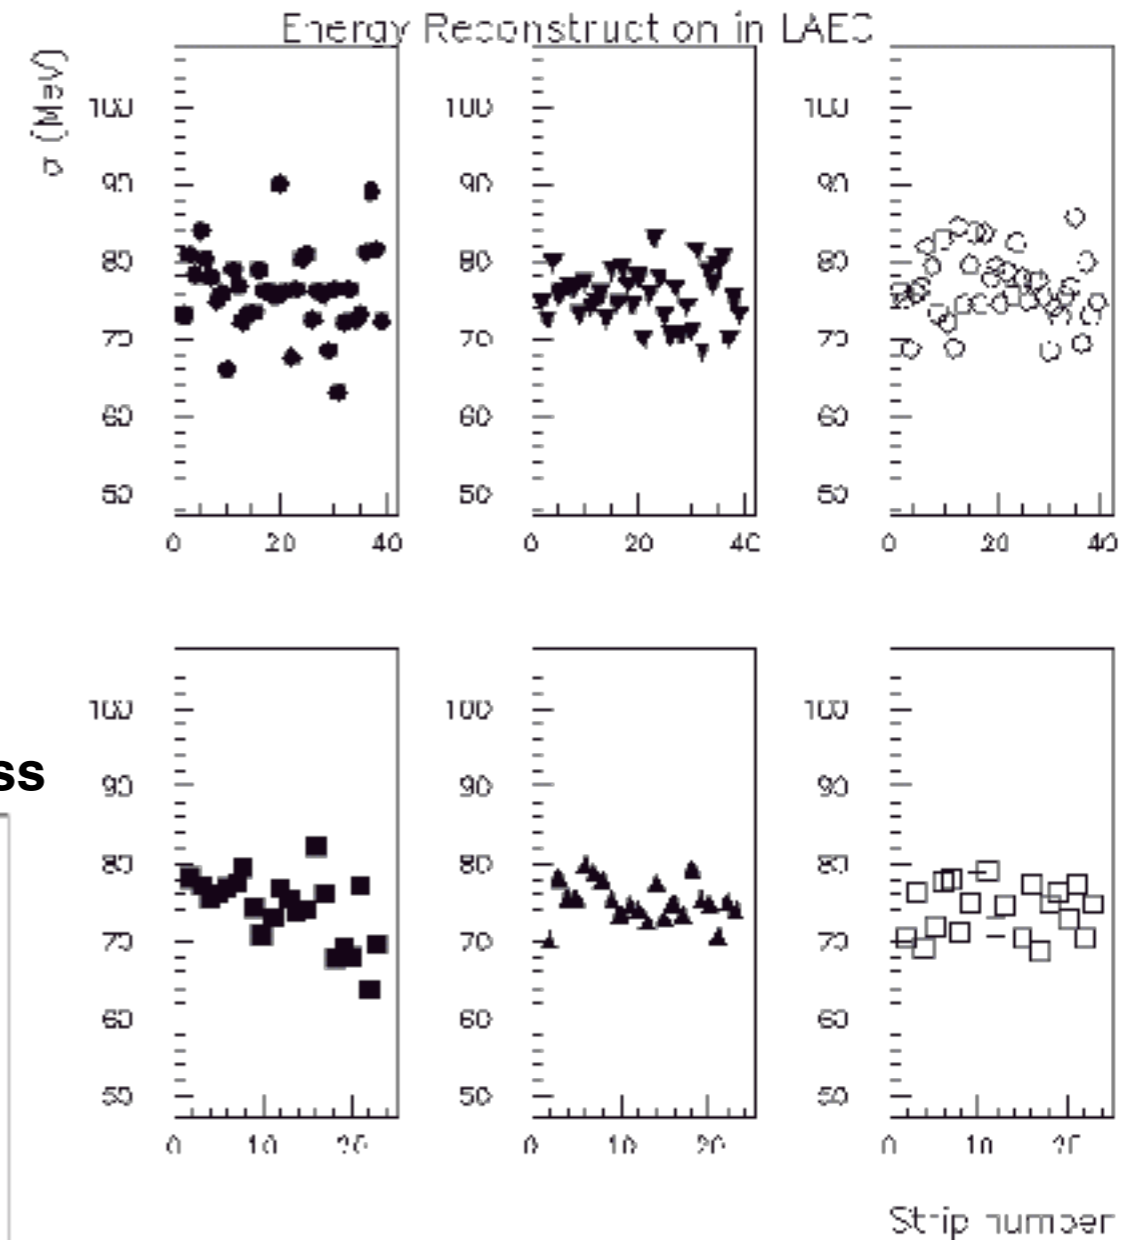 Energy Reconstruction in LAEC
σ (MeV)
100 100 100
90 90 90
80 80 80
70 70 70
60 60 60
50 50 50
0 20 40 0 20 40 0 20 40
ss
100 100 100
90 90 90
80 80 80
70 70 70
60 60 60
50 50 50
0 10 20 0 10 20 0 10 20
Strip number